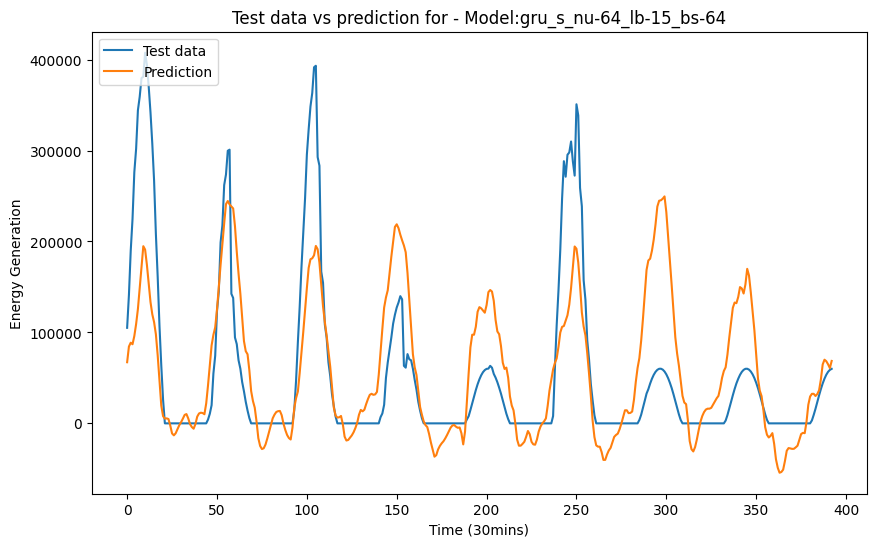 Test data vs prediction for - Model:gru_s_nu-64_lb-15_bs-64
Test data
Prediction
400000
300000
200000
100000
0
Energy Generation
0 50 100 150 200 250 300 350 400
Time (30mins)